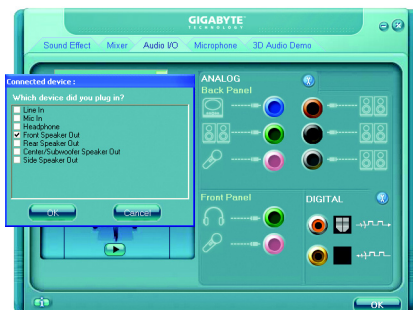 GIGABYTE
TECHNOLOGY
Sound Effect Mixer Audio I/O Microphone 3D Audio Demo
Connected device :
Which device did you plug in?
Line In
Mic In
Headphone
Front Speaker Out
Rear Speaker Out
Center/Subwoofer Speaker Out
Side Speaker Out
OK Cancel
ANALOG
Back Panel
Front Panel
DIGITAL
OK